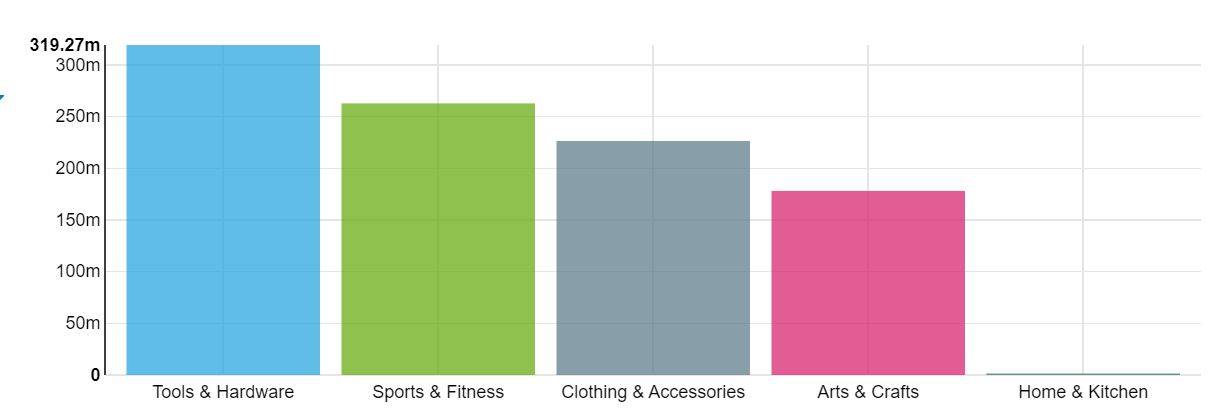 319.27m
300m
250m
200m
150m
100m
50m
0
Tools & Hardware Sports & Fitness Clothing & Accessories Arts & Crafts Home & Kitchen